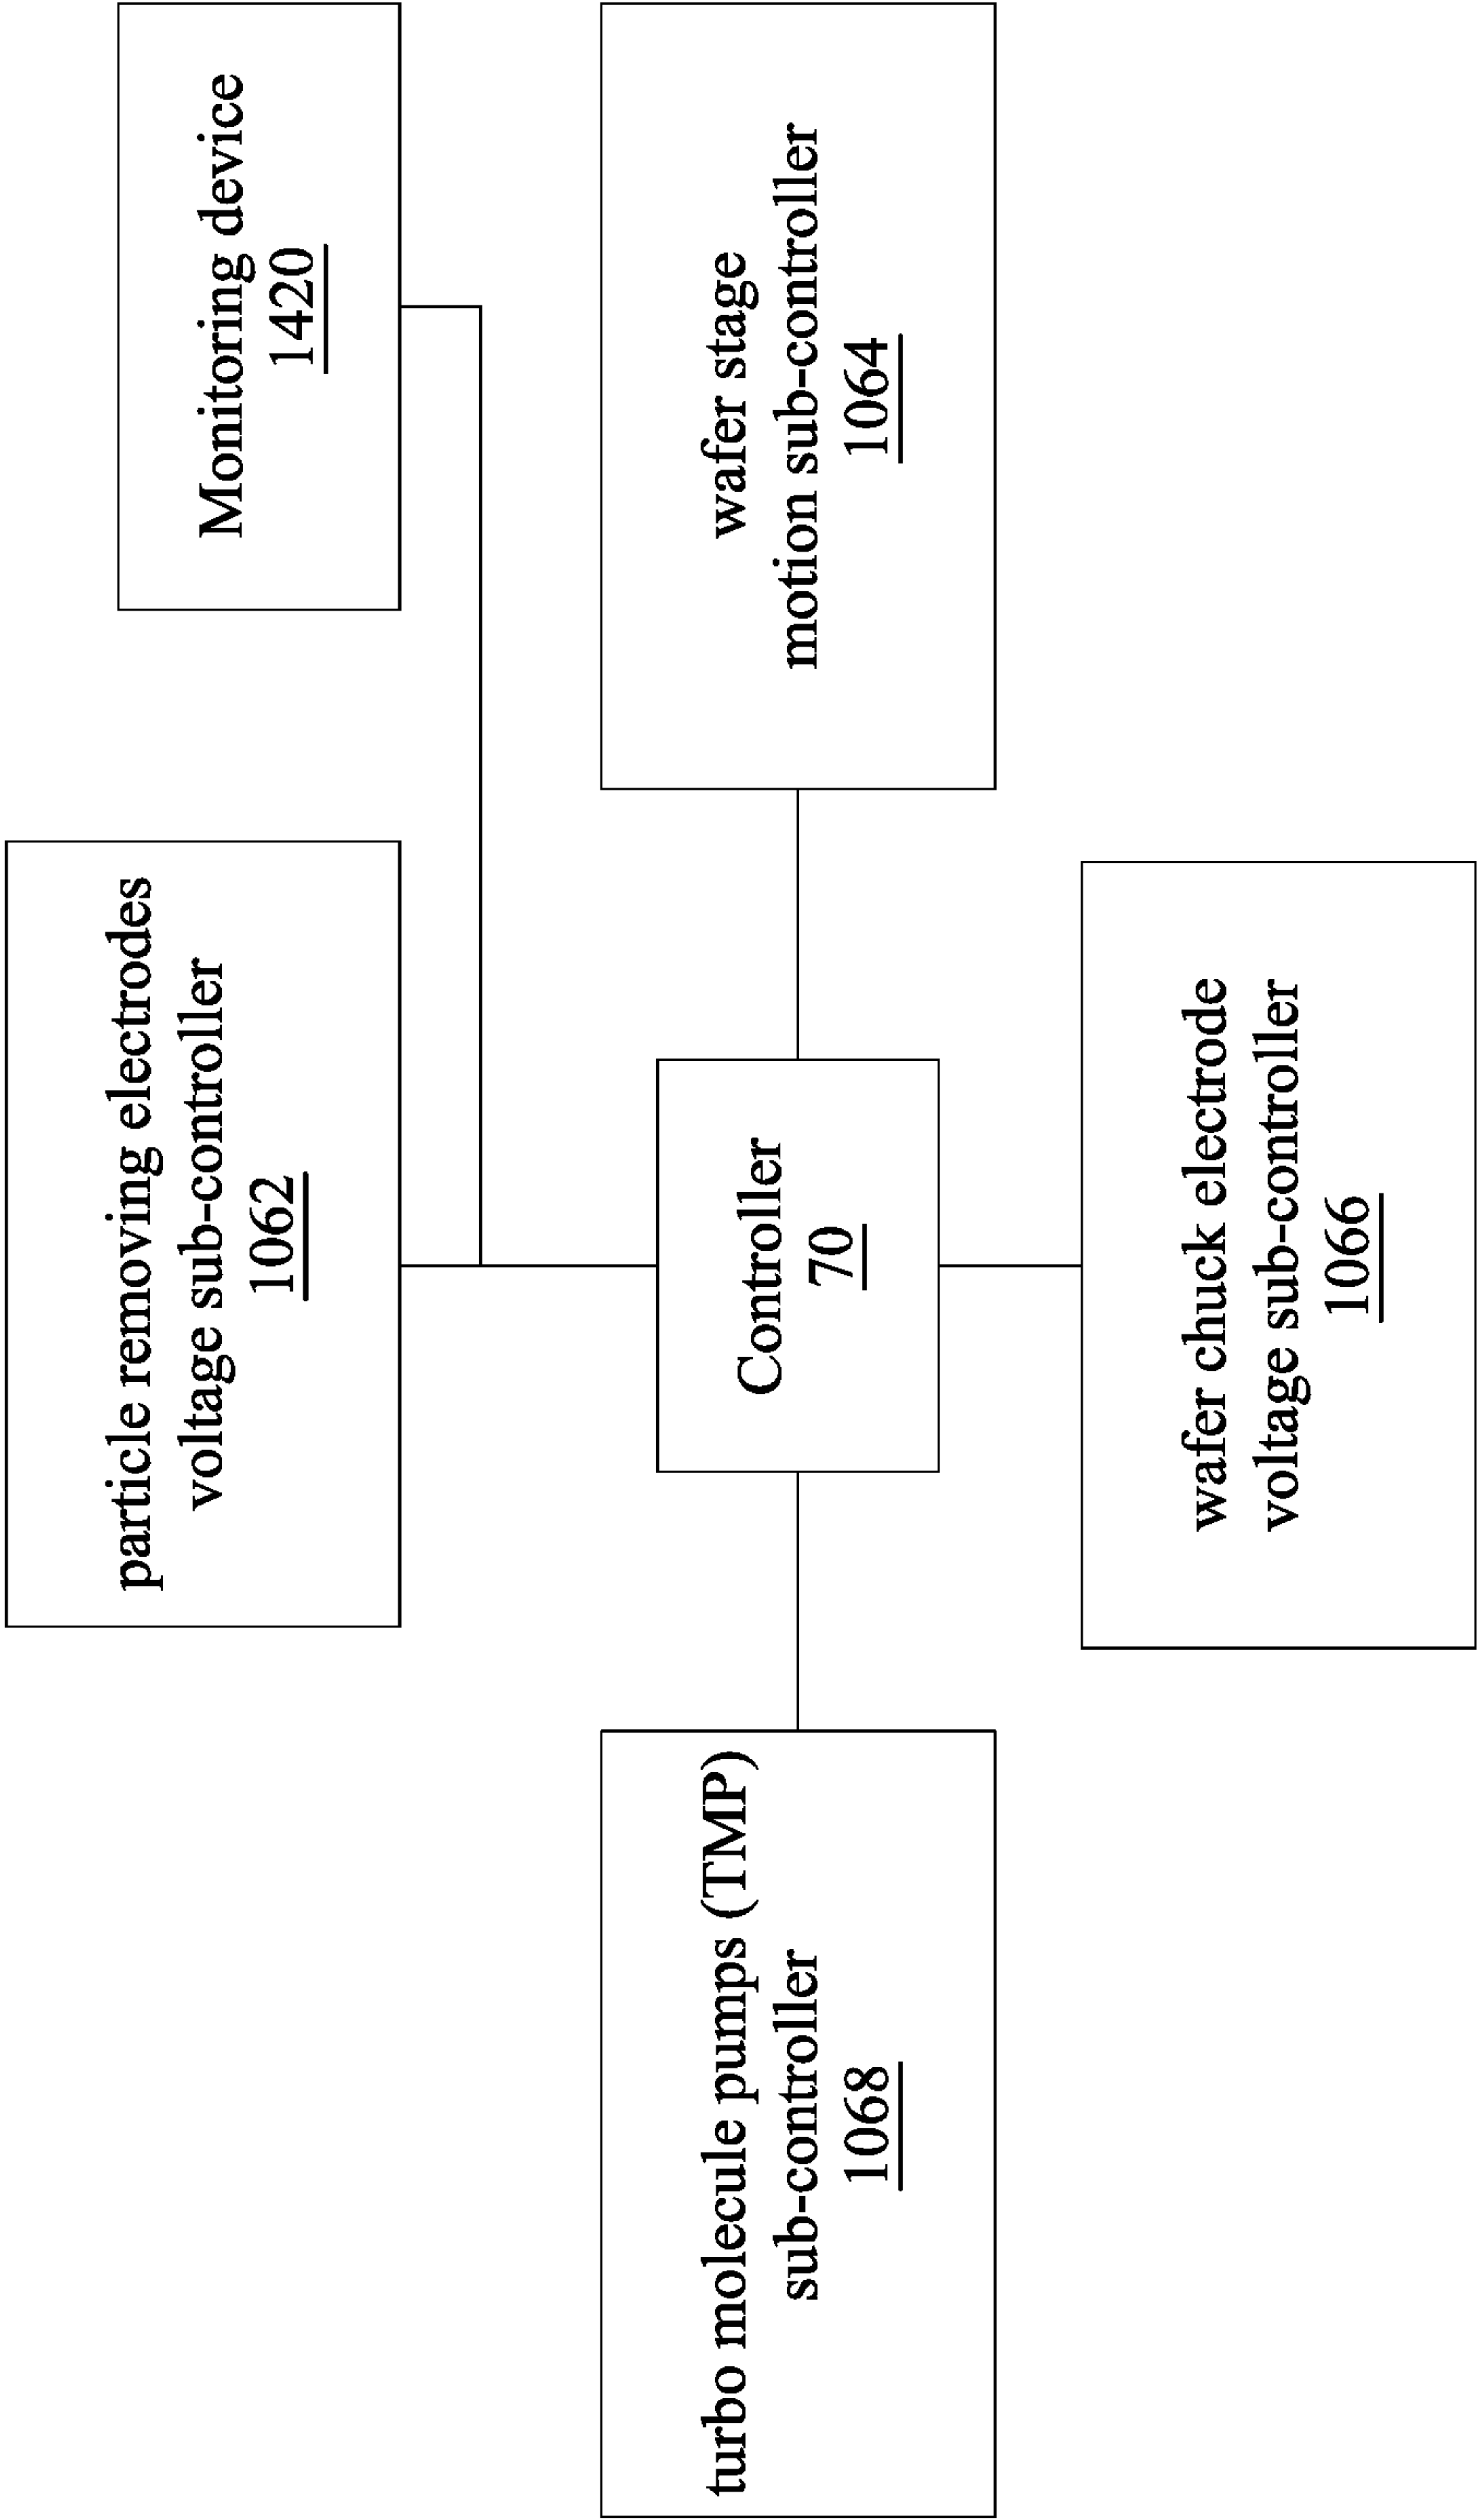 particle removing electrodes
voltage sub-controller
1062
Monitoring device
1420
turbo molecule pumps (TMP)
sub-controller
1068
Controller
70
wafer stage
motion sub-controller
1064
wafer chuck electrode
voltage sub-controller
1066